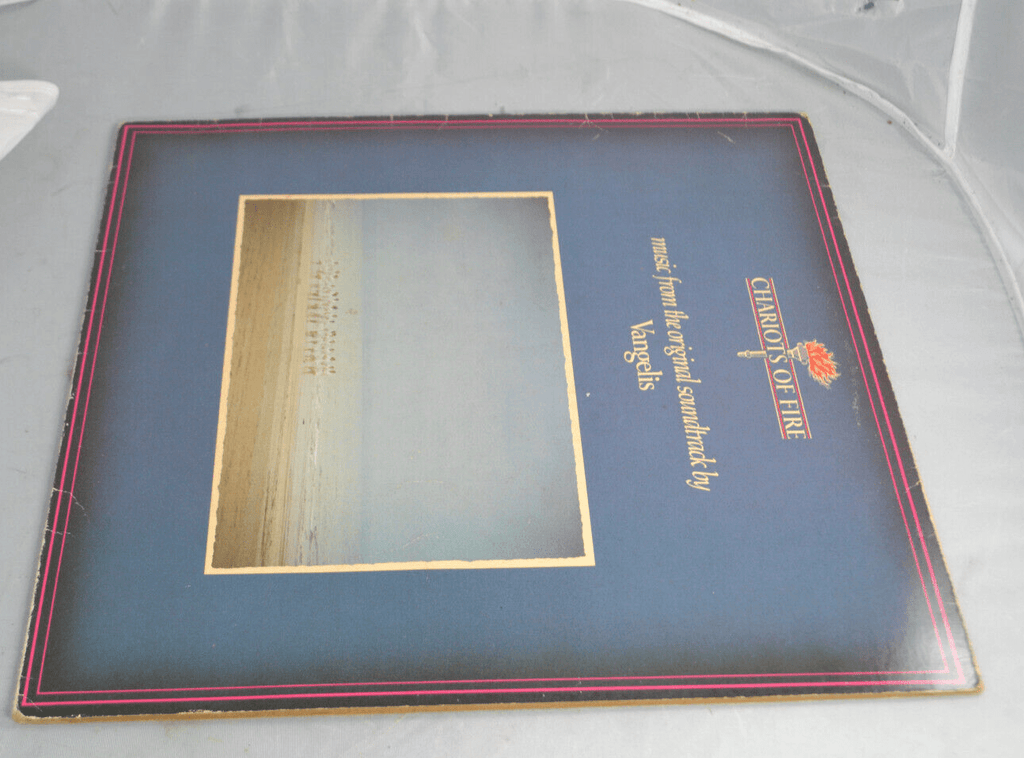 CHARIOTS OF FIRE
music from the original soundtrack by
Vangelis